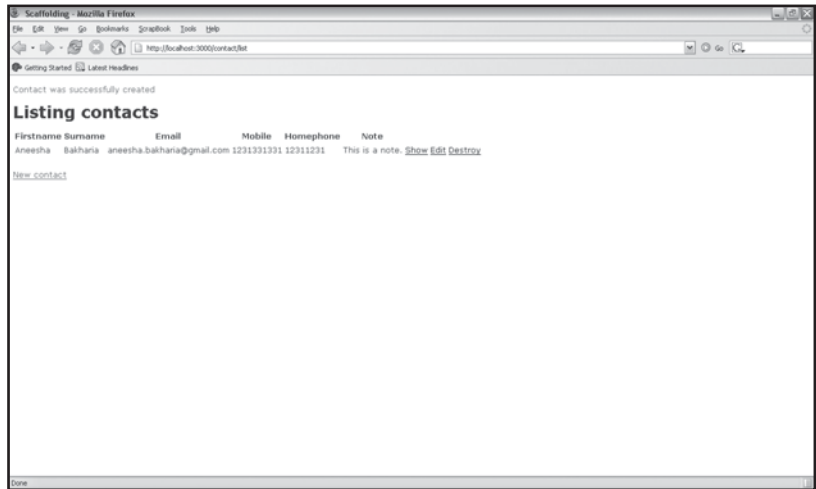 Scaffolding - Mozilla Firefox
File Edit View Go Bookmarks ScrapBook Tools Help
http://localhost:3000/contact/list
Getting Started Latest Headlines
Contact was successfully created
Listing contacts
Firstname Surname Email Mobile Homephone Note
Aneesha Bakharia aneesha.bakharia@gmail.com 1231331331 12311231 This is a note. Show Edit Destroy
New contact
Done